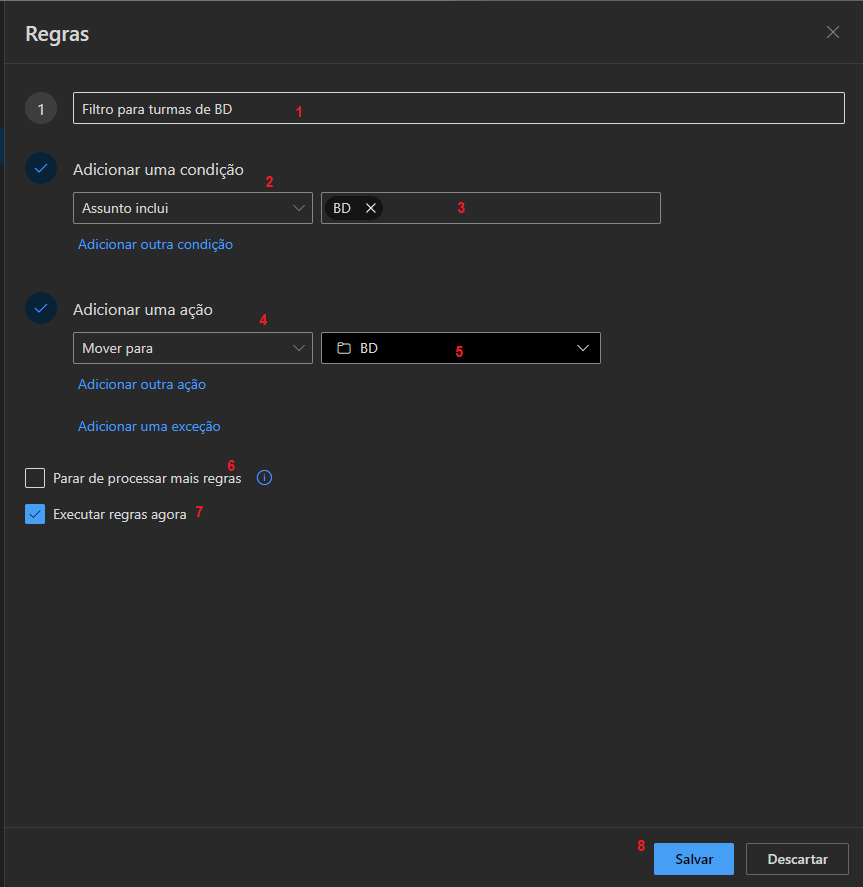 Regras
1 Filtro para turmas de BD 1
Adicionar uma condição
2
Assunto inclui BD 3
Adicionar outra condição
Adicionar uma ação
4
Mover para BD 5
Adicionar outra ação
Adicionar uma exceção
6
Parar de processar mais regras
Executar regras agora 7
8 Salvar Descartar